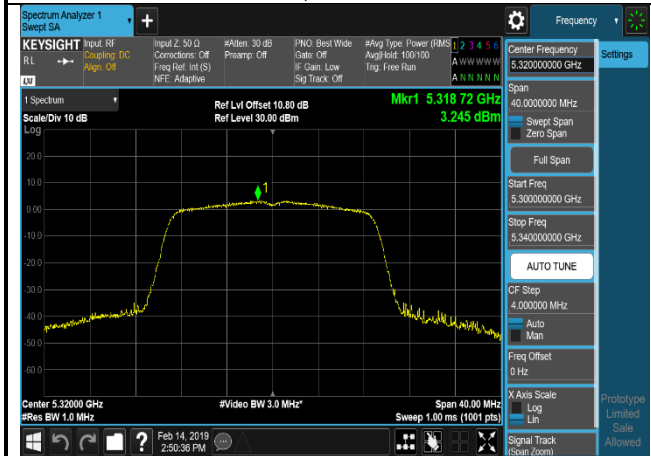 Spectrum Analyzer 1
Swept SA
+
Frequency
KEYSIGHT
Input: RF
Coupling: DC
Align: Off
Input Z: 50 Ω
Corrections: Off
Freq Ref: Int (S)
NFE: Adaptive
#Atten: 30 dB
Preamp: Off
PNO: Best Wide
Gate: Off
IF Gain: Low
Sig Track: Off
#Avg Type: Power (RMS
Avg|Hold: 100/100
Trig: Free Run
1 2 3 4 5 6
A W W W W W
A N N N N N
RL
LXI
1 Spectrum
Scale/Div 10 dB
Log
Ref Lvl Offset 10.80 dB
Ref Level 30.00 dBm
Mkr1 5.318 72 GHz
3.245 dBm
20.0
10.0
0.00
-10.0
-20.0
-30.0
-40.0
-50.0
-60.0
1
Center 5.32000 GHz
#Res BW 1.0 MHz
#Video BW 3.0 MHz*
Span 40.00 MHz
Sweep 1.00 ms (1001 pts)
?
Feb 14, 2019
2:50:36 PM
Center Frequency
5.320000000 GHz
Settings
Span
40.0000000 MHz
Swept Span
Zero Span
Full Span
Start Freq
5.300000000 GHz
Stop Freq
5.340000000 GHz
AUTO TUNE
CF Step
4.000000 MHz
Auto
Man
Freq Offset
0 Hz
X Axis Scale
Log
Lin
Signal Track
(Span Zoom)
Prototype
Limited
Sale
Allowed